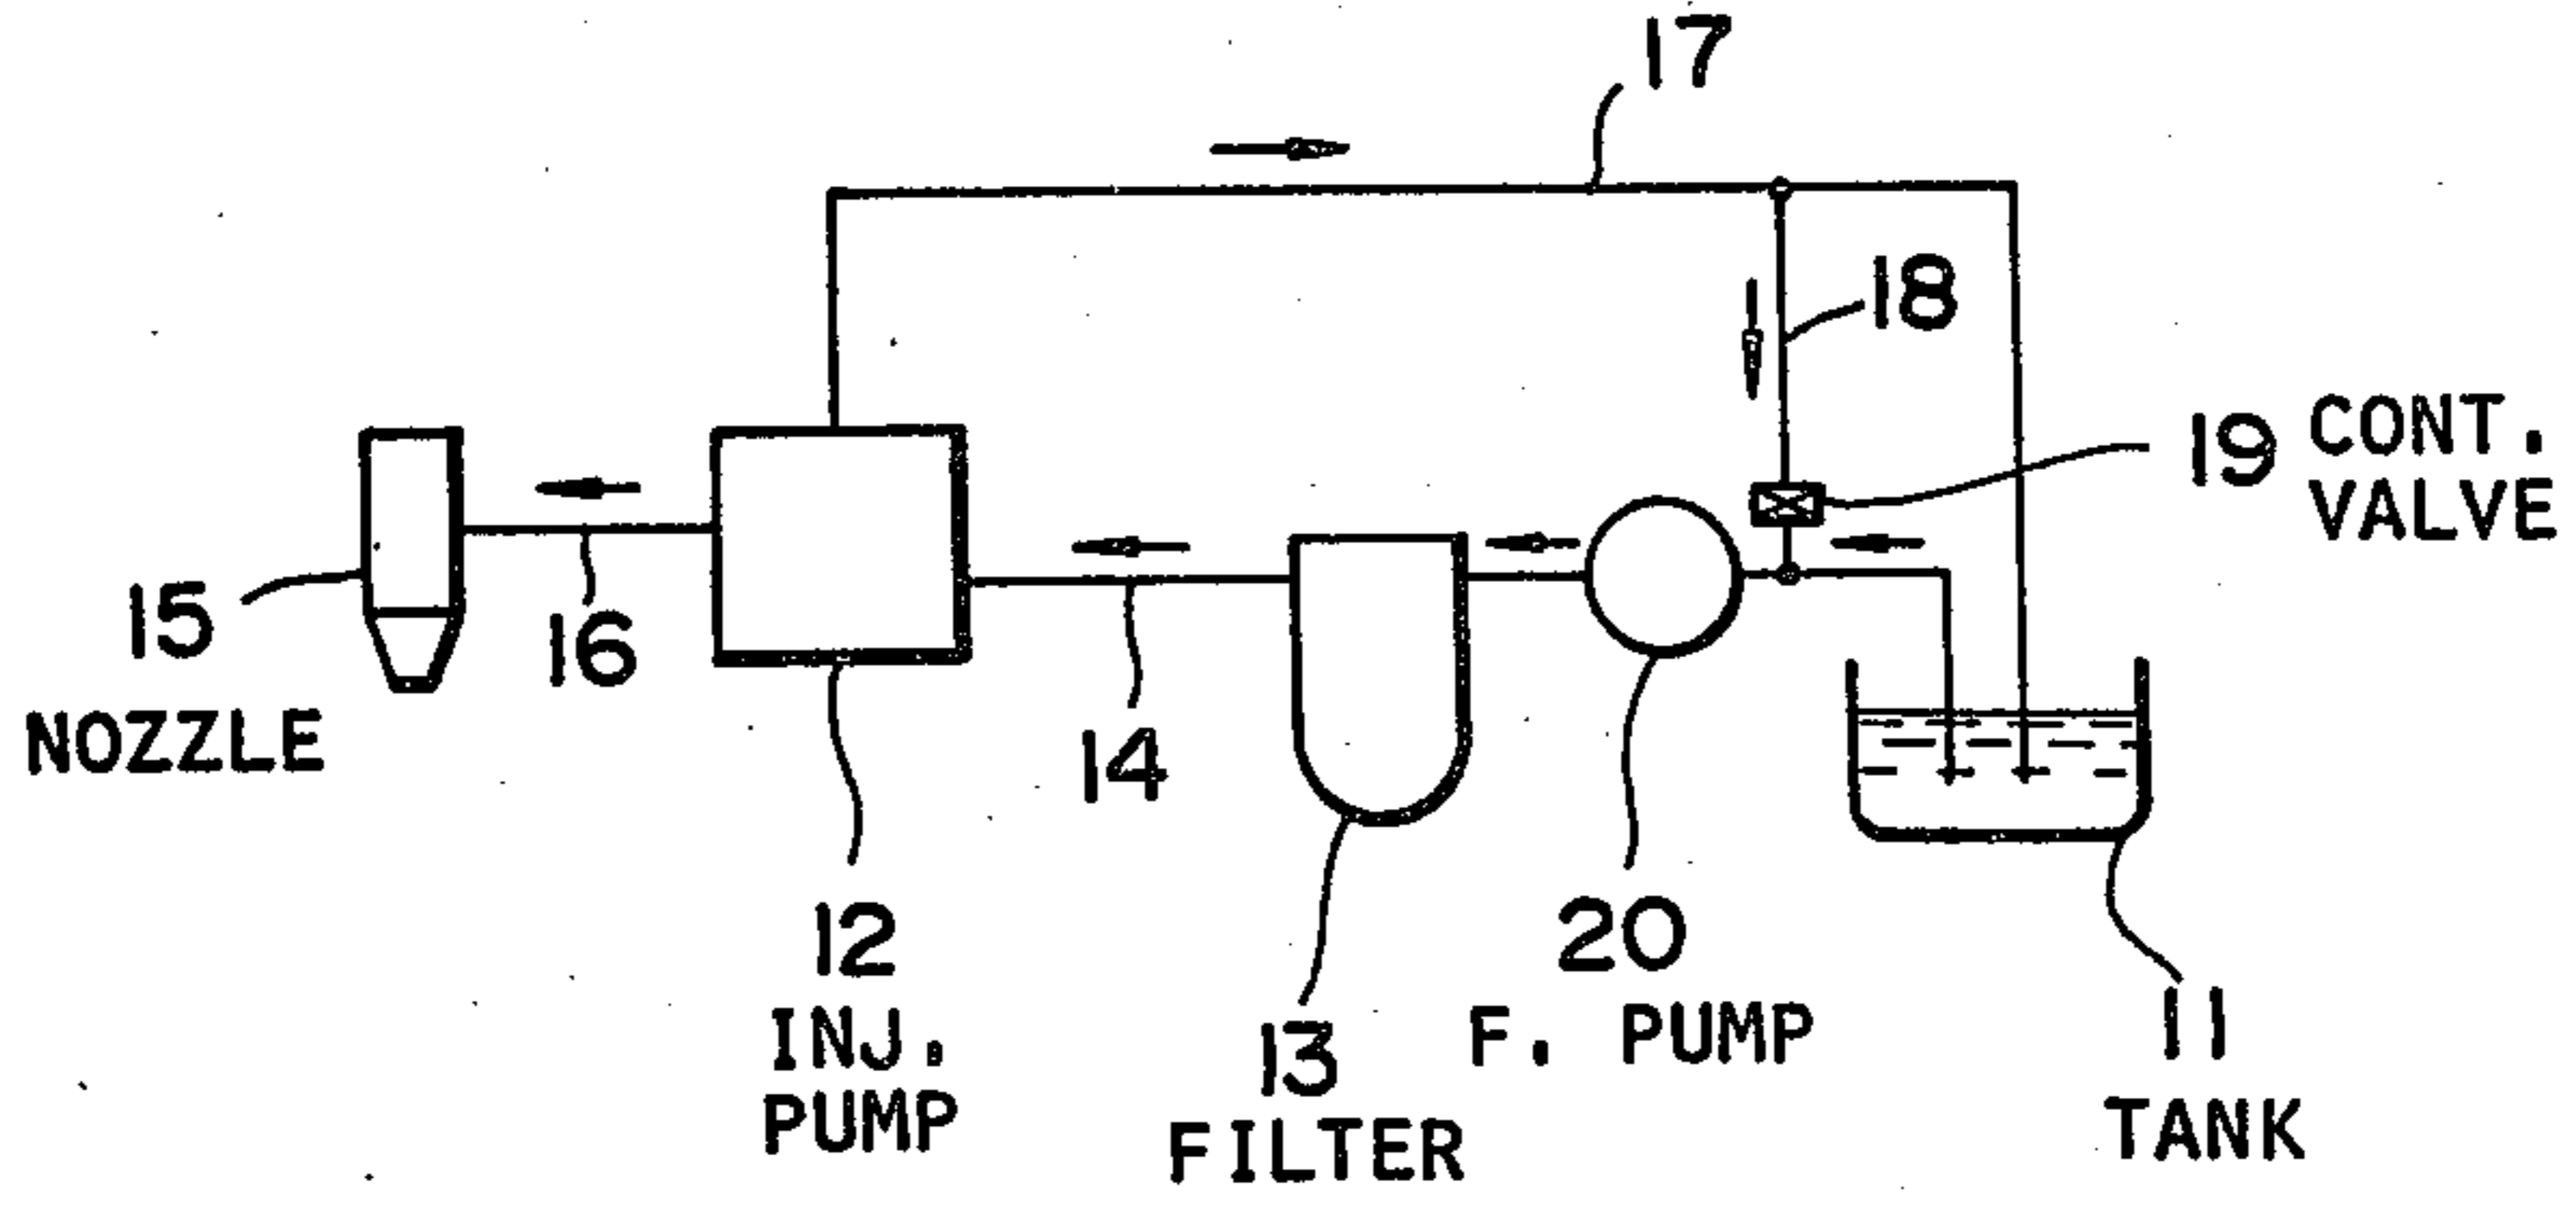 17
18
19 CONT.
VALVE
15
NOZZLE
16
14
12
INJ.
PUMP
13
FILTER
20
F. PUMP
11
TANK